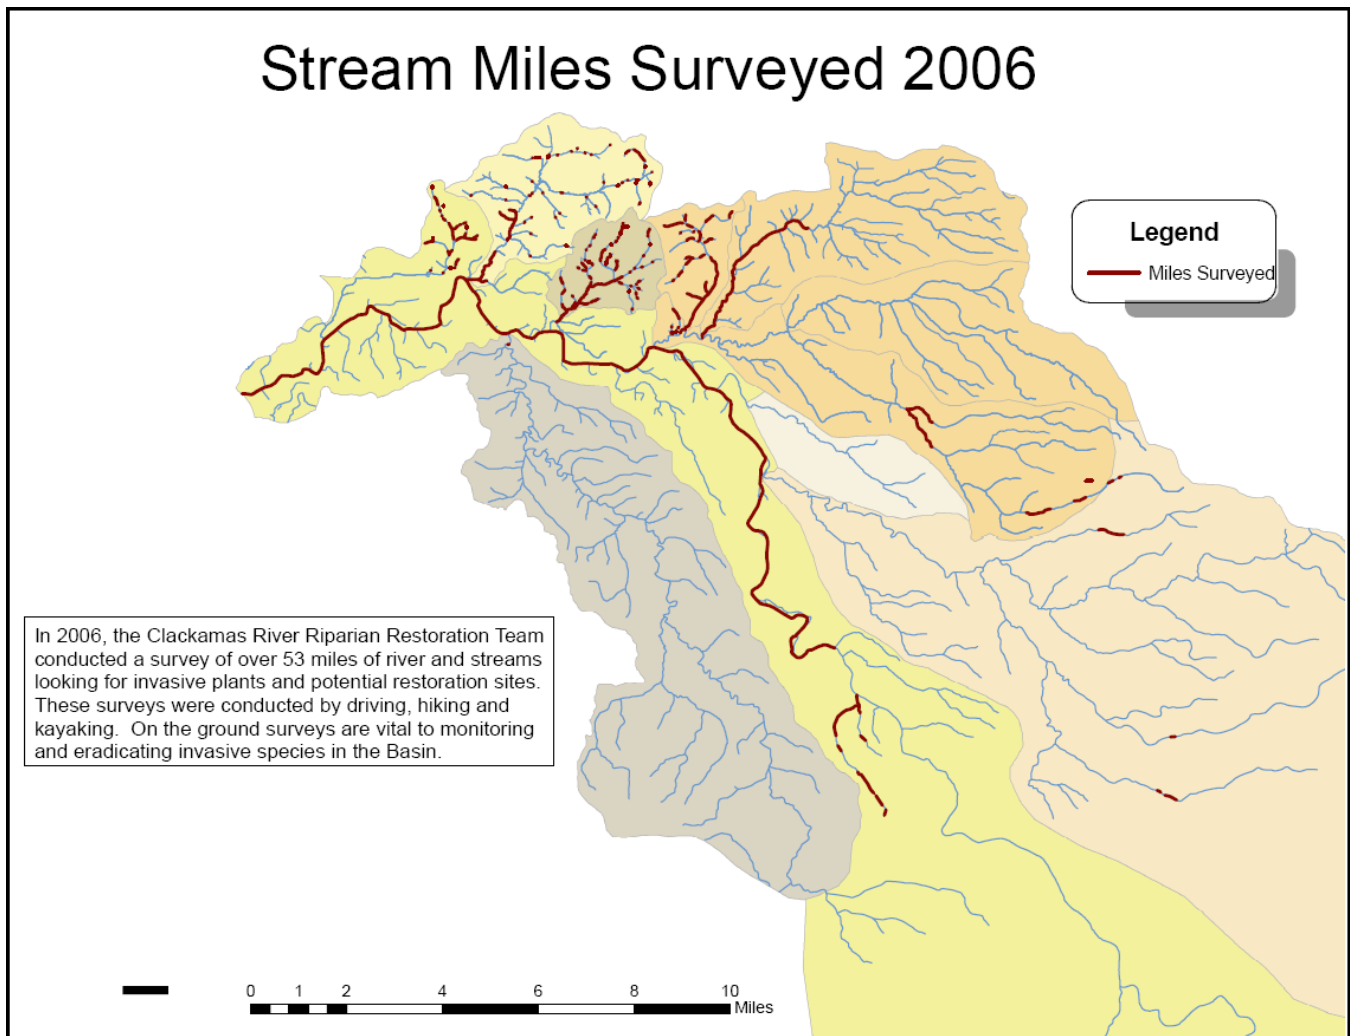 Stream Miles Surveyed 2006
Legend
Miles Surveyed
In 2006, the Clackamas River Riparian Restoration Team
conducted a survey of over 53 miles of river and streams
looking for invasive plants and potential restoration sites.
These surveys were conducted by driving, hiking and
kayaking.  On the ground surveys are vital to monitoring
and eradicating invasive species in the Basin.
0 1 2 4 6 8 10
Miles